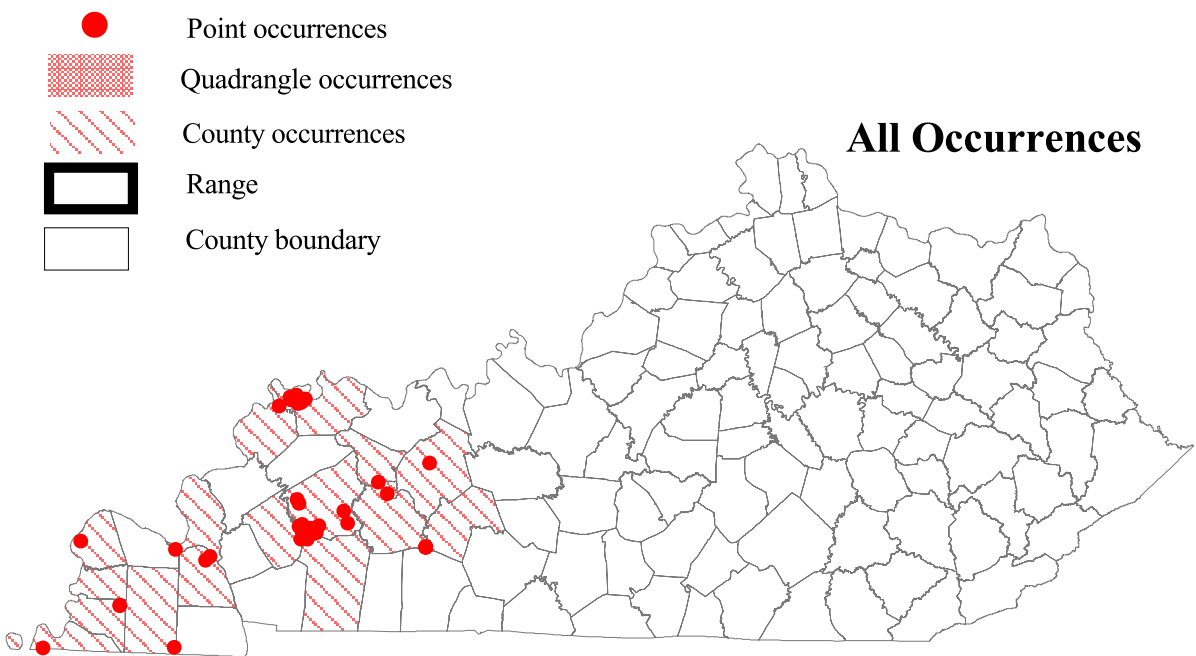 Point occurrences
Quadrangle occurrences
County occurrences
Range
County boundary
All Occurrences